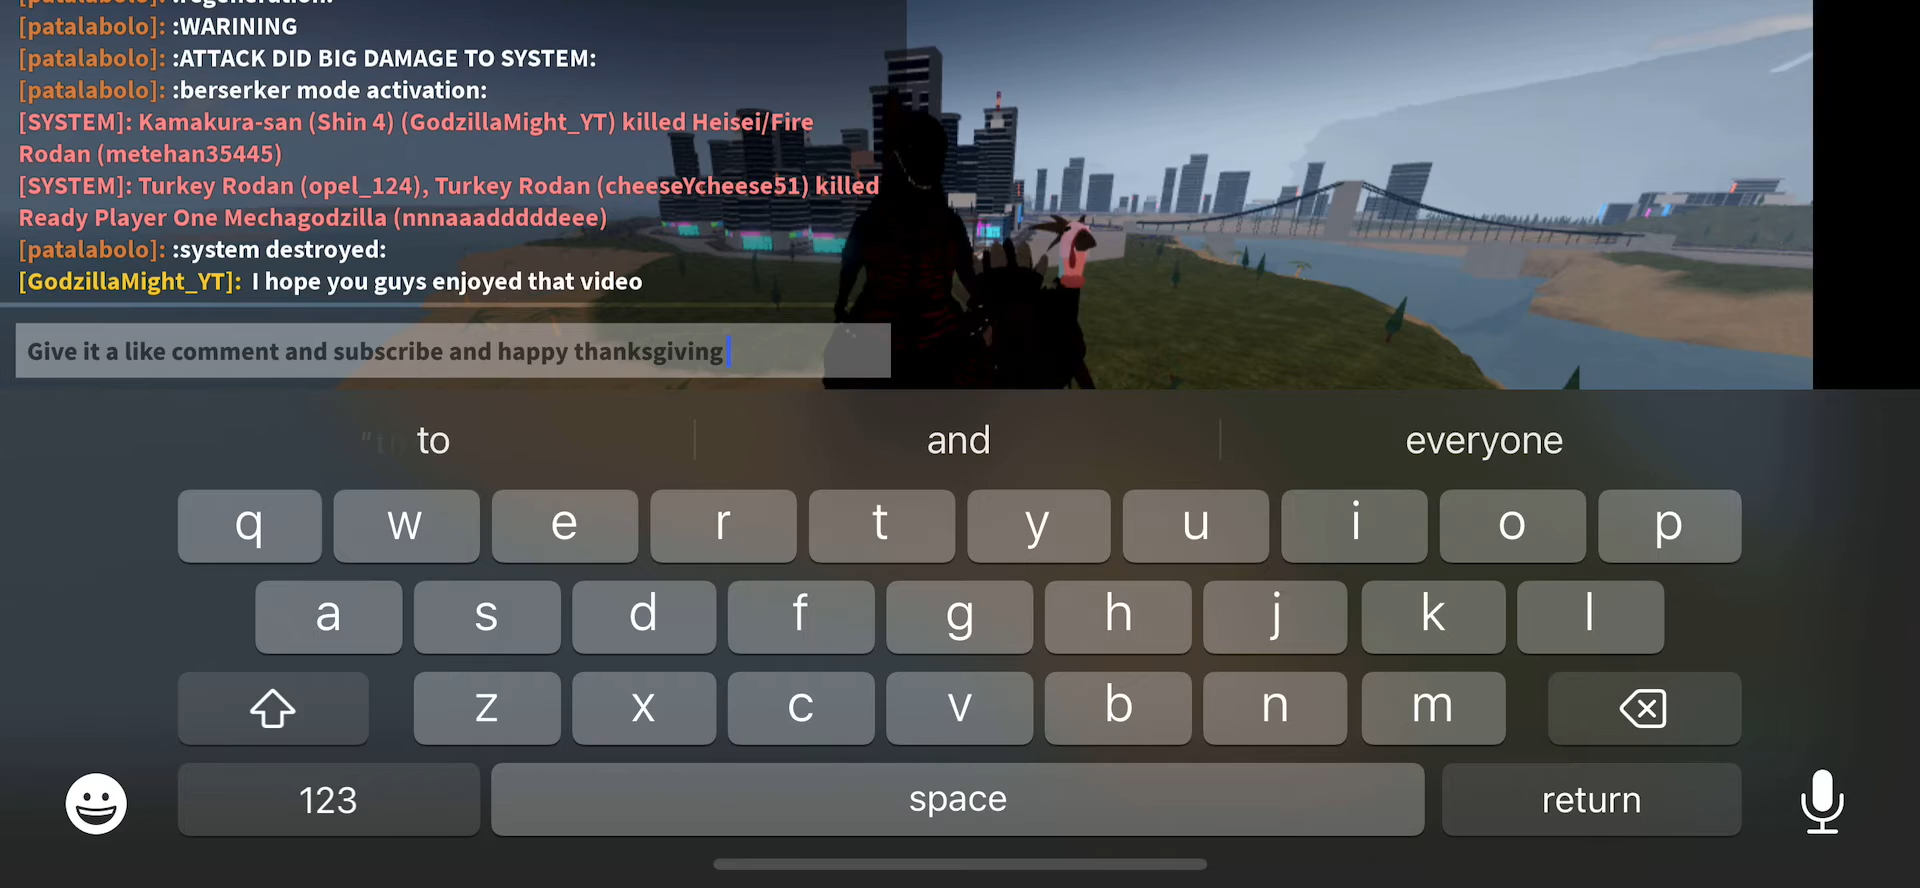 [patalabolo]: :regeneration:
[patalabolo]: :WARINING
[patalabolo]: :ATTACK DID BIG DAMAGE TO SYSTEM:
[patalabolo]: :berserker mode activation:
[SYSTEM]: Kamakura-san (Shin 4) (GodzillaMight_YT) killed Heisei/Fire
Rodan (metehan35445)
[SYSTEM]: Turkey Rodan (opel_124), Turkey Rodan (cheeseYcheese51) killed
Ready Player One Mechagodzilla (nnnaaadddddeee)
[patalabolo]: :system destroyed:
[GodzillaMight_YT]: I hope you guys enjoyed that video
Give it a like comment and subscribe and happy thanksgiving
to and everyone
q w e r t y u i o p
a s d f g h j k l
z x c v b n m
123 space return